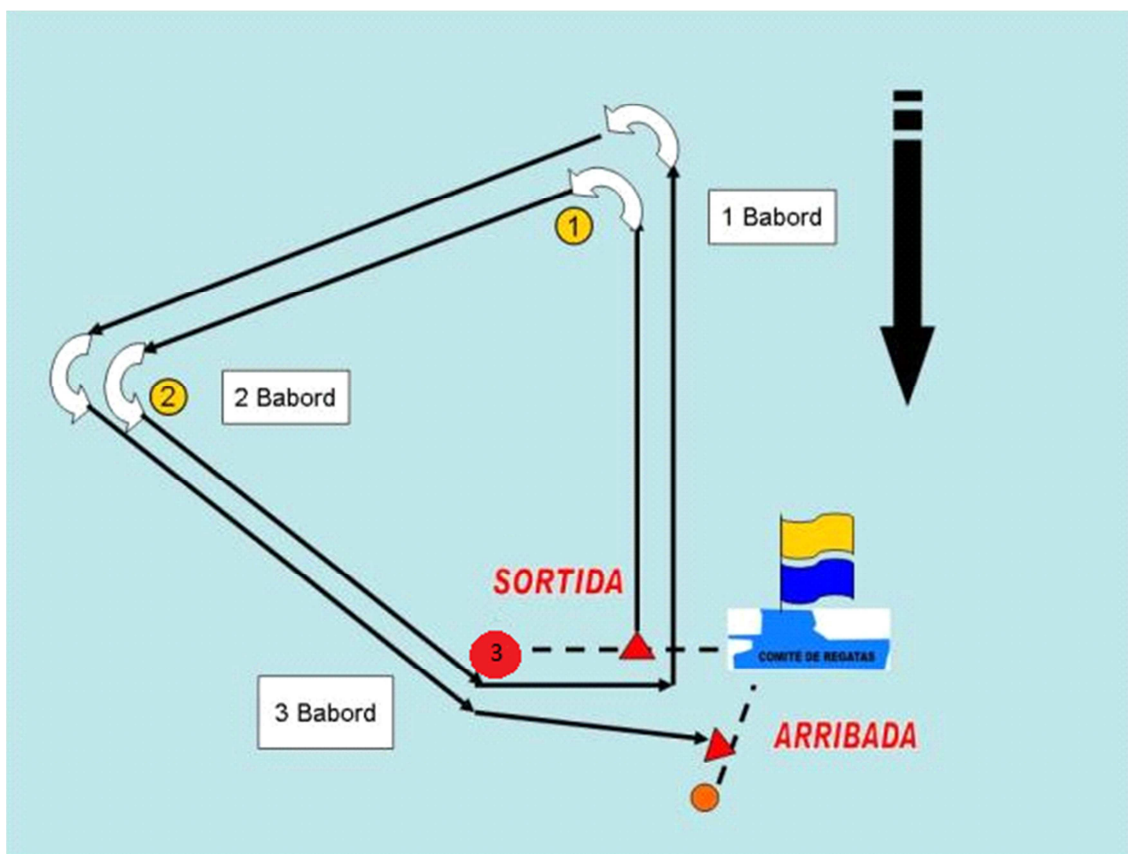 1
1 Babord
2
2 Babord
SORTIDA
3
COMITÉ DE REGATAS
3 Babord
ARRIBADA